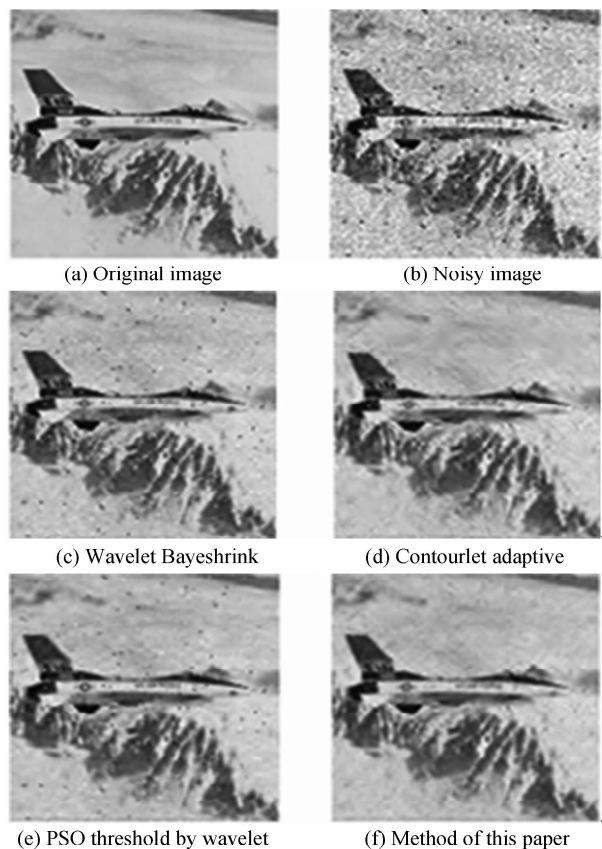 (a) Original image
(b) Noisy image
(c) Wavelet Bayeshrink
(d) Contourlet adaptive
(e) PSO threshold by wavelet
(f) Method of this paper